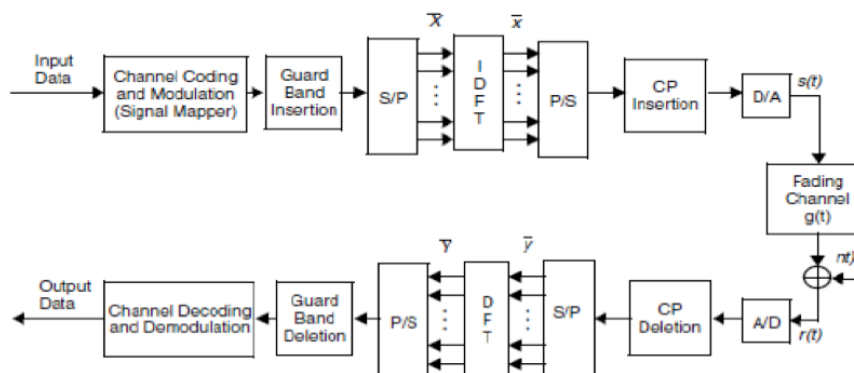 Input
Data
Channel Coding
and Modulation
(Signal Mapper)
Guard
Band
Insertion
S/P
X
I
D
F
T
x
P/S
CP
Insertion
D/A
s(t)
Fading
Channel
g(t)
nt)
r(t)
A/D
CP
Deletion
S/P
y
D
F
T
Y
P/S
Guard
Band
Deletion
Channel Decoding
and Demodulation
Output
Data